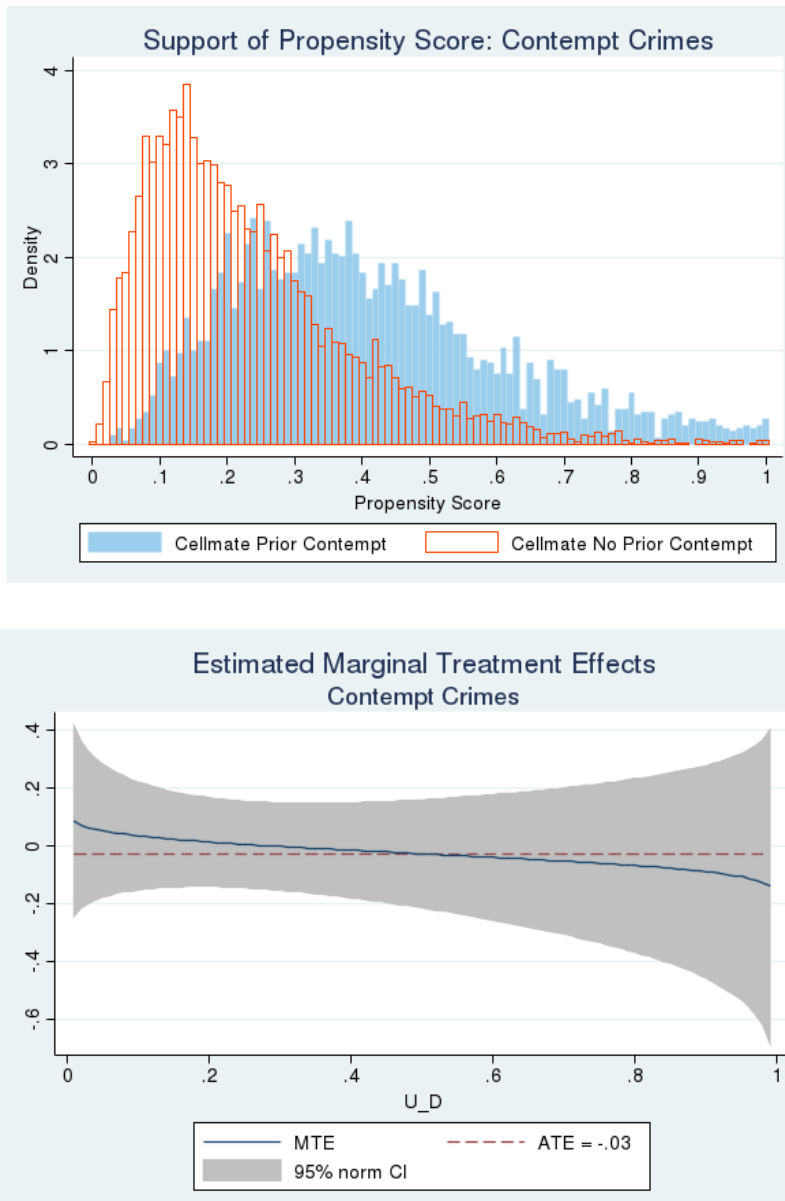 Support of Propensity Score: Contempt Crimes
4
3
2
1
0
Density
0 .1 .2 .3 .4 .5 .6 .7 .8 .9 1
Propensity Score
Cellmate Prior Contempt Cellmate No Prior Contempt
Estimated Marginal Treatment Effects
Contempt Crimes
.4
.2
0
-.2
-.4
-.6
0 .2 .4 .6 .8 1
U_D
MTE ATE = -.03
95% norm CI